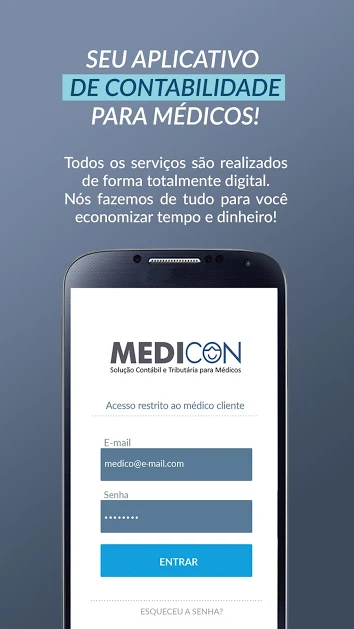 SEU APLICATIVO
DE CONTABILIDADE
PARA MÉDICOS!
Todos os serviços são realizados
de forma totalmente digital.
Nós fazemos de tudo para você
economizar tempo e dinheiro!
MEDICON
Solução Contábil e Tributária para Médicos
Acesso restrito ao médico cliente
E-mail
medico@e-mail.com
Senha
••••••••
ENTRAR
ESQUECEU A SENHA?